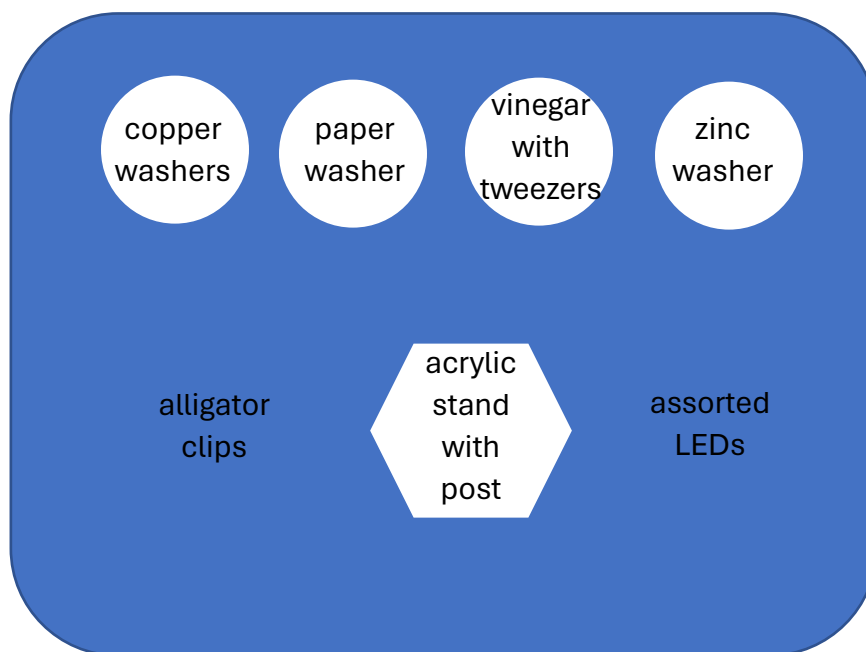 copper
washers
paper
washer
vinegar
with
tweezers
zinc
washer
alligator
clips
acrylic
stand
with
post
assorted
LEDs